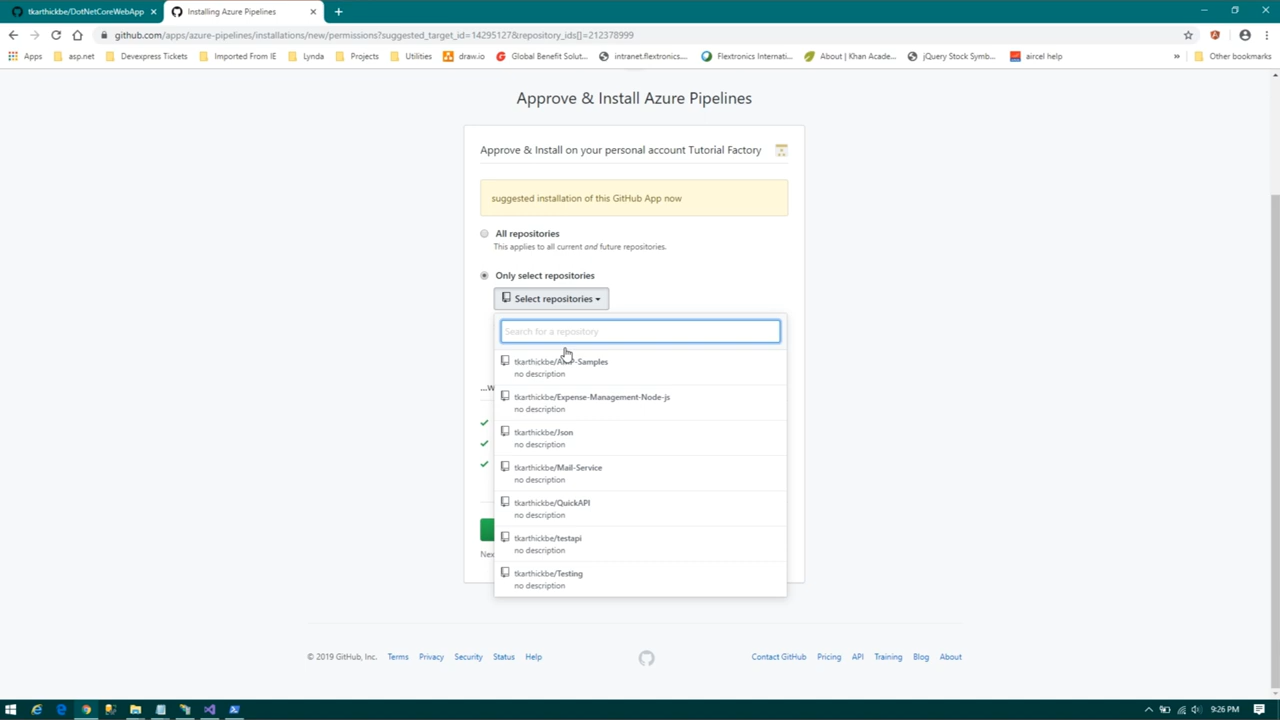 tkarthickbe/DotNetCoreWebApp
Installing Azure Pipelines
github.com/apps/azure-pipelines/installations/new/permissions?suggested_target_id=14295127&repository_ids[]=212378999
Apps
asp.net
Devexpress Tickets
Imported From IE
Lynda
Projects
Utilities
draw.io
Global Benefit Solut...
intranet.flextronics....
Flextronics Internati...
About | Khan Acade...
jQuery Stock Symb...
aircel help
»
Other bookmarks
Approve & Install Azure Pipelines
Approve & Install on your personal account Tutorial Factory
suggested installation of this GitHub App now
All repositories
This applies to all current and future repositories.
Only select repositories
Select repositories
Search for a repository
tkarthickbe/ -Samples
no description
tkarthickbe/Expense-Management-Node-js
no description
tkarthickbe/Json
no description
tkarthickbe/Mail-Service
no description
tkarthickbe/QuickAPI
no description
tkarthickbe/testapi
no description
tkarthickbe/Testing
no description
© 2019 GitHub, Inc.
Terms
Privacy
Security
Status
Help
Contact GitHub
Pricing
API
Training
Blog
About
9:26 PM